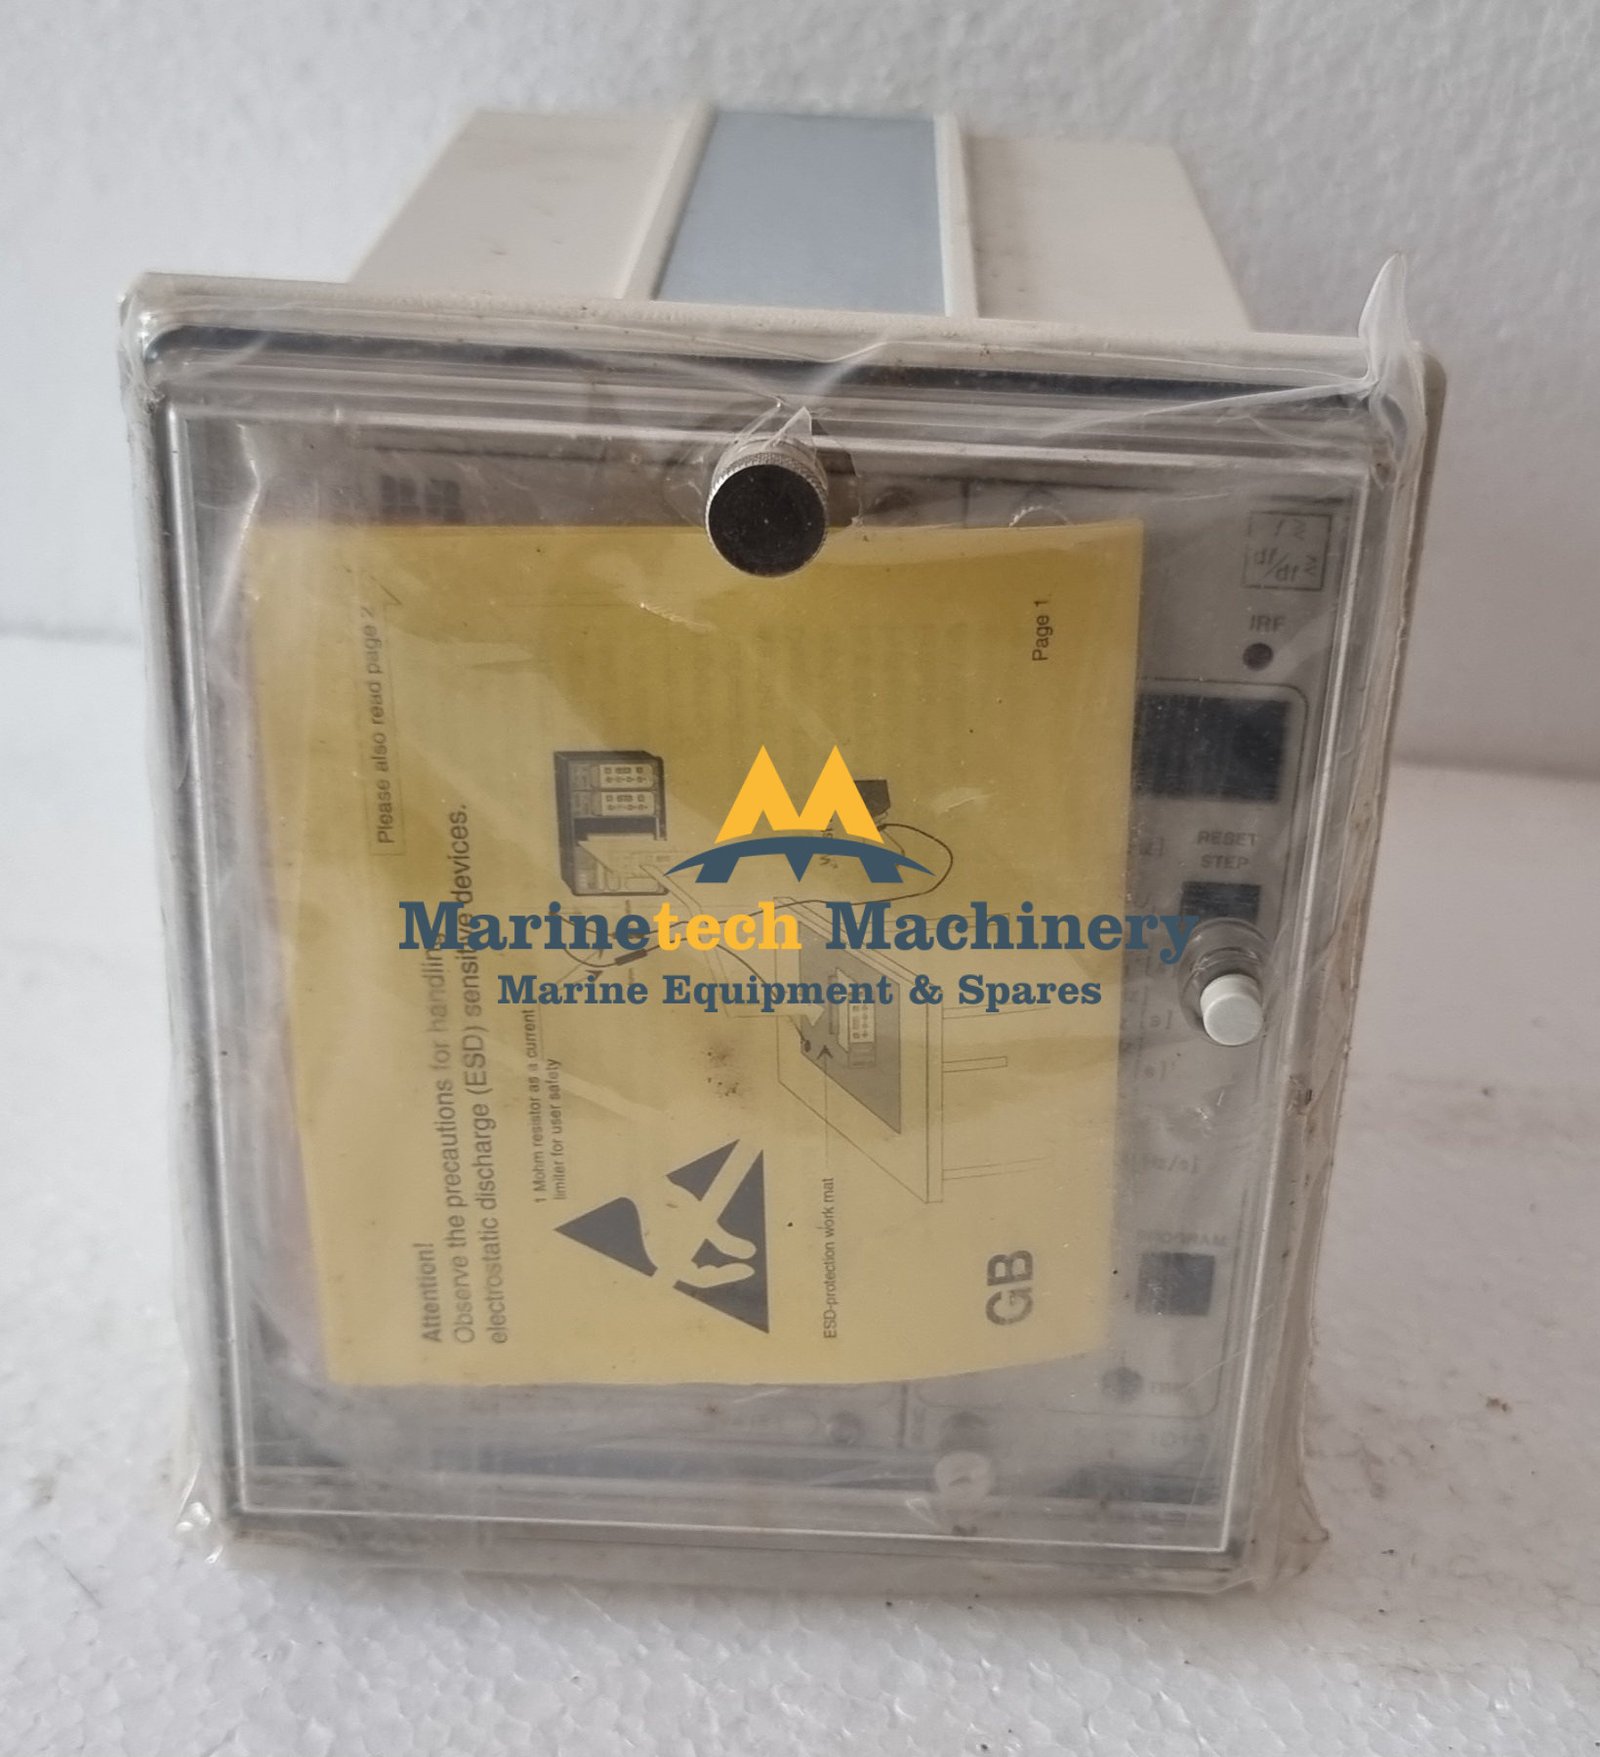 ABB
Please also read page 2
Attention!
Observe the precautions for handling
electrostatic discharge (ESD) sensitive devices.
1 Mohm resistor as a current
limiter for user safety
ESD-protection work mat
GB
Page 1
IRF
RESET
STEP
PROGRAM
Marinetech Machinery
Marine Equipment & Spares